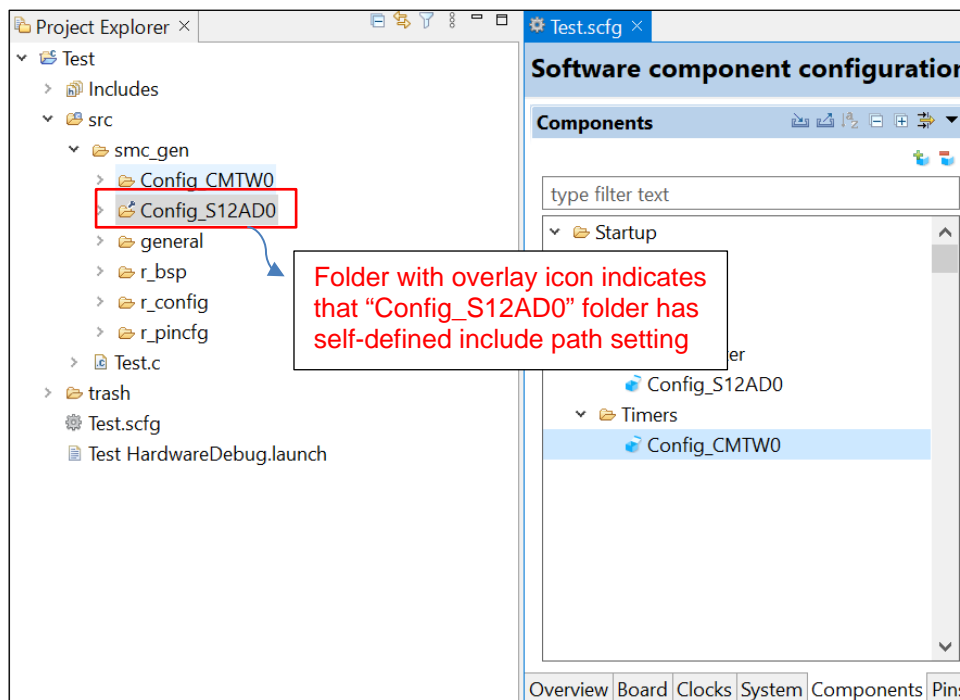 Project Explorer
Test
Includes
src
smc_gen
Config_CMTW0
Config_S12AD0
general
r_bsp
r_config
r_pincfg
Test.c
trash
Test.scfg
Test HardwareDebug.launch
Folder with overlay icon indicates
that “Config_S12AD0” folder has
self-defined include path setting
Test.scfg
Software component configuration
Components
type filter text
Startup
Config_S12AD0
Timers
Config_CMTW0
Overview Board Clocks System Components Pins